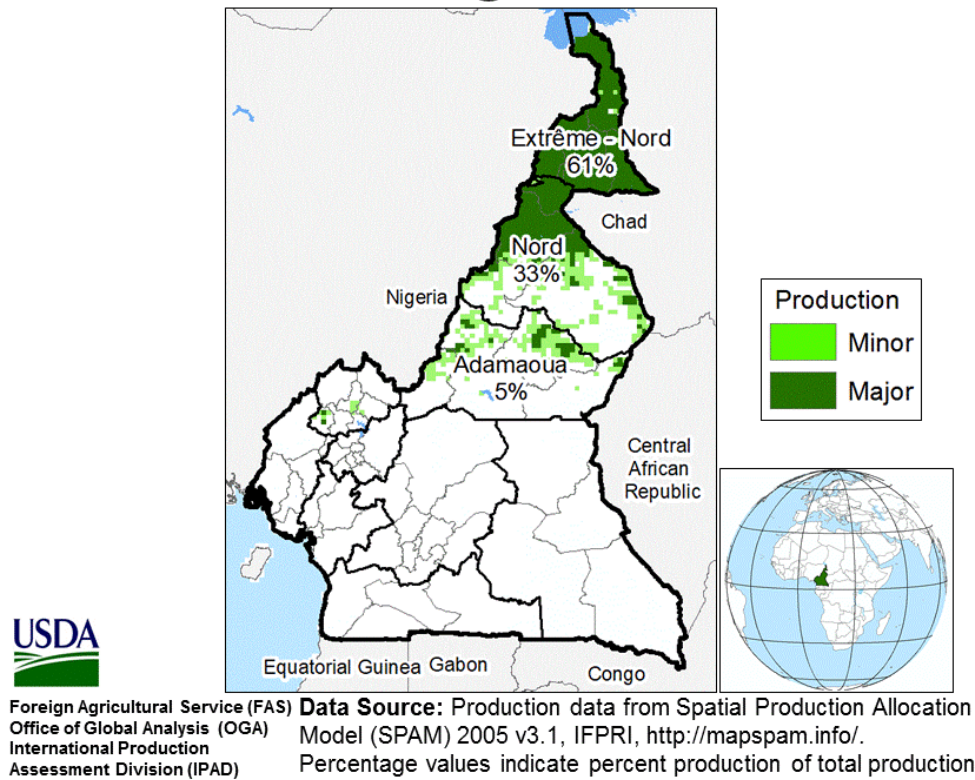 Extrême - Nord
61%
Chad
Nord
33%
Nigeria
Adamaoua
5%
Central
African
Republic
Equatorial Guinea
Gabon
Congo
Production
Minor
Major
USDA
Foreign Agricultural Service (FAS)
Office of Global Analysis (OGA)
International Production
Assessment Division (IPAD)
Data Source: Production data from Spatial Production Allocation
Model (SPAM) 2005 v3.1, IFPRI, http://mapspam.info/.
Percentage values indicate percent production of total production